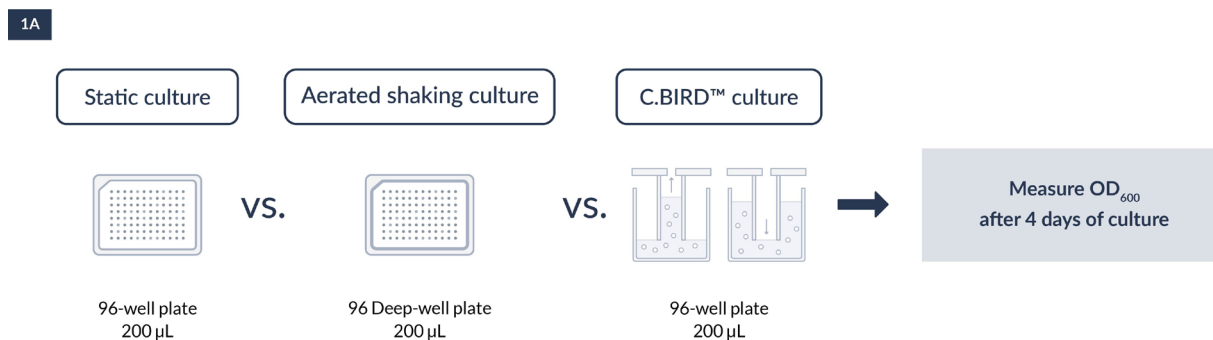 1A
Static culture
Aerated shaking culture
C.BIRD™ culture
vs.
vs.
Measure OD600
after 4 days of culture
96-well plate
200 µL
96 Deep-well plate
200 µL
96-well plate
200 µL